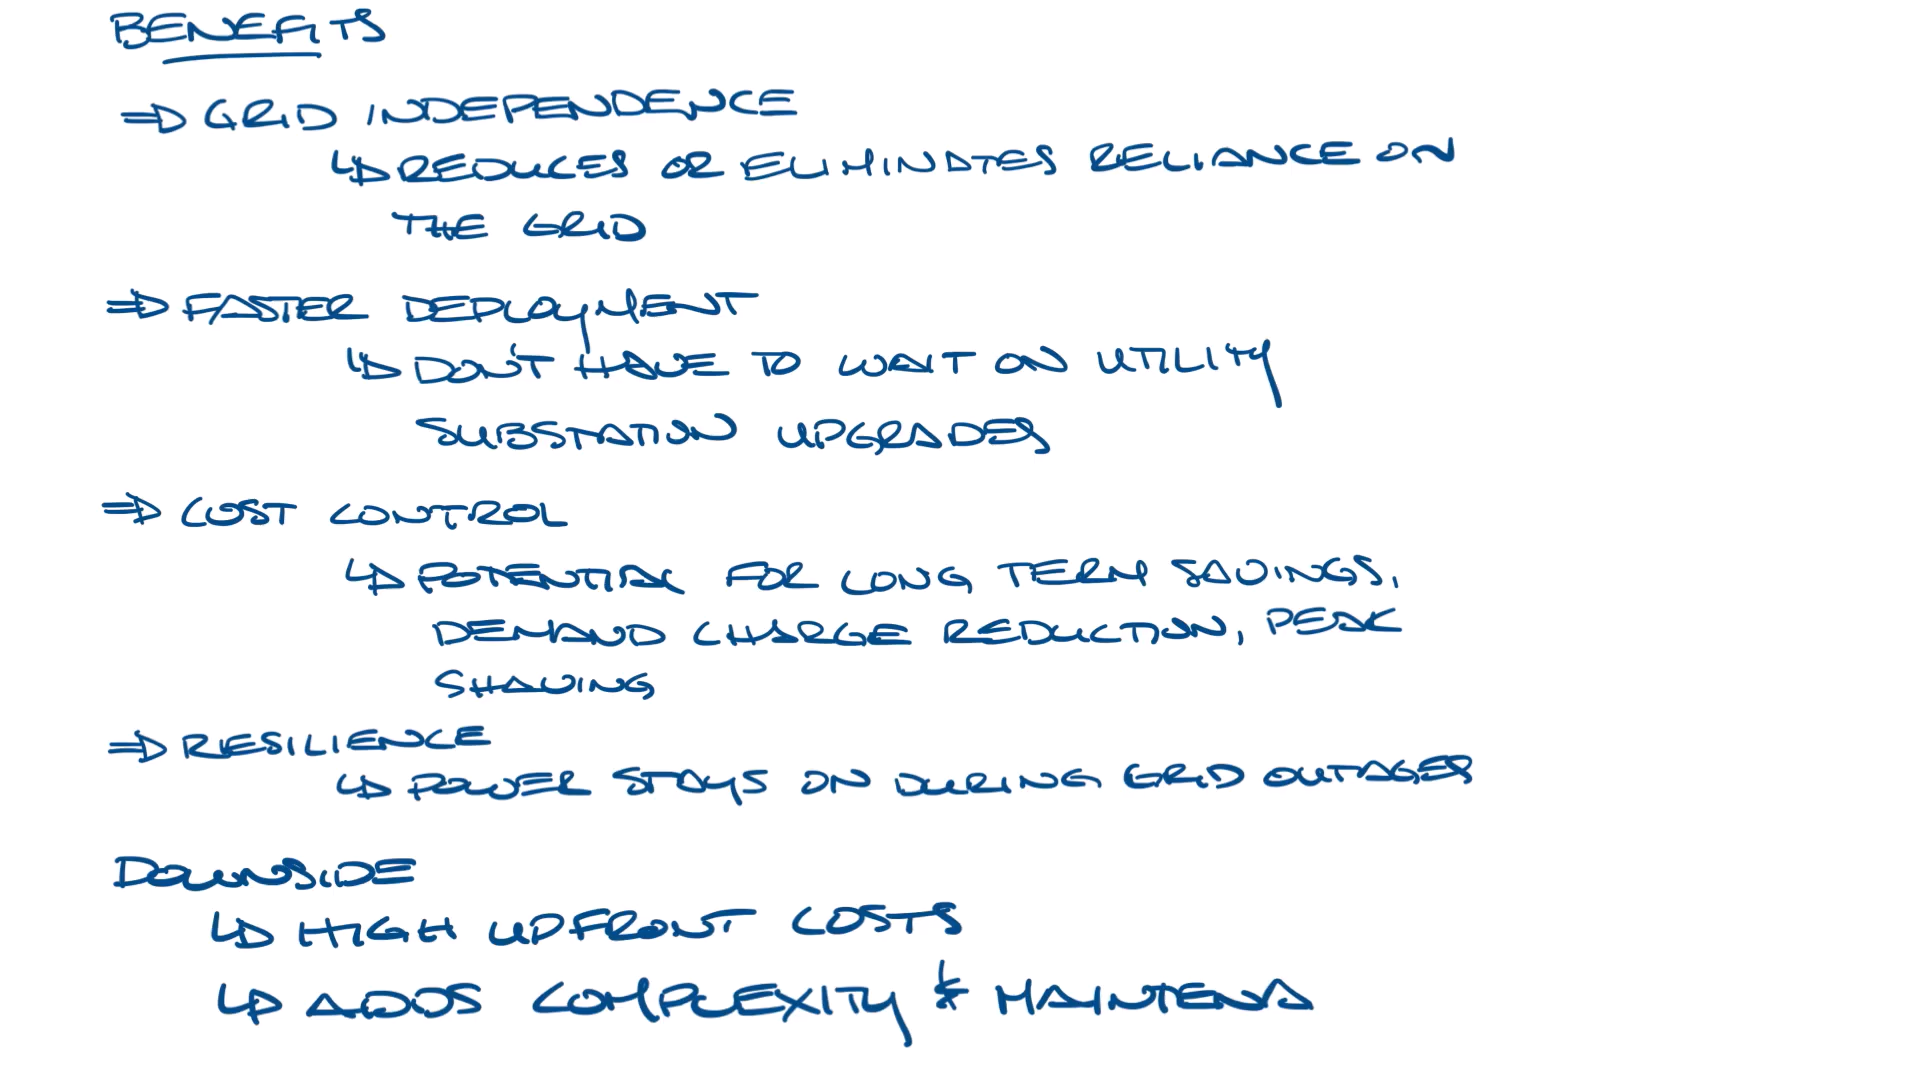 BENEFITS
⇒ GRID INDEPENDENCE
↳ REDUCES OR ELIMINATES RELIANCE ON
THE GRID
⇒ FASTER DEPLOYMENT
↳ DON'T HAVE TO WAIT ON UTILITY
SUBSTATION UPGRADES
⇒ COST CONTROL
↳ POTENTIAL FOR LONG TERM SAVINGS,
DEMAND CHARGE REDUCTION, PEAK
SHAVING
⇒ RESILIENCE
↳ POWER STAYS ON DURING GRID OUTAGES
DOWNSIDE
↳ HIGH UPFRONT COSTS
↳ ADDS COMPLEXITY & MAINTENA